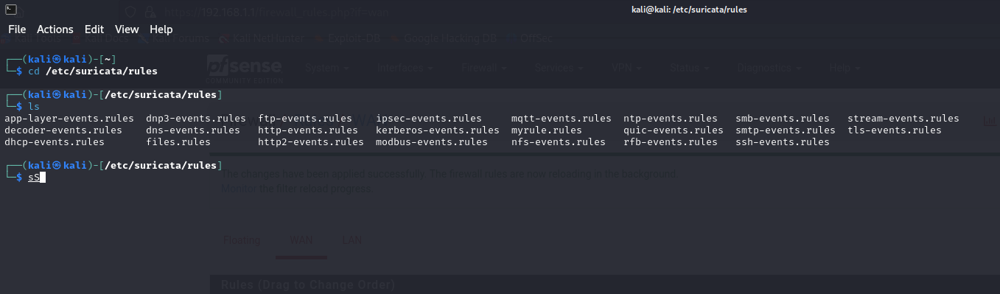 https://192.168.1.1/firewall_rules.php?if=wan
kali@kali: /etc/suricata/rules
File Actions Edit View Help
Kali Tools Kali Docs Kali Forums Kali NetHunter Exploit-DB Google Hacking DB OffSec
┌──(kali㉿kali)-[~]
└─$ cd /etc/suricata/rules
pfsense
COMMUNITY EDITION
System Interfaces Firewall Services VPN Status Diagnostics Help
┌──(kali㉿kali)-[/etc/suricata/rules]
└─$ ls
app-layer-events.rules dnp3-events.rules ftp-events.rules ipsec-events.rules mqtt-events.rules ntp-events.rules smb-events.rules stream-events.rules
decoder-events.rules dns-events.rules http-events.rules kerberos-events.rules myrule.rules quic-events.rules smtp-events.rules tls-events.rules
dhcp-events.rules files.rules http2-events.rules modbus-events.rules nfs-events.rules rfb-events.rules ssh-events.rules
┌──(kali㉿kali)-[/etc/suricata/rules]
└─$ sS
The changes have been applied successfully. The firewall rules are now reloading in the background.
Monitor the filter reload progress.
Floating WAN LAN
Rules (Drag to Change Order)